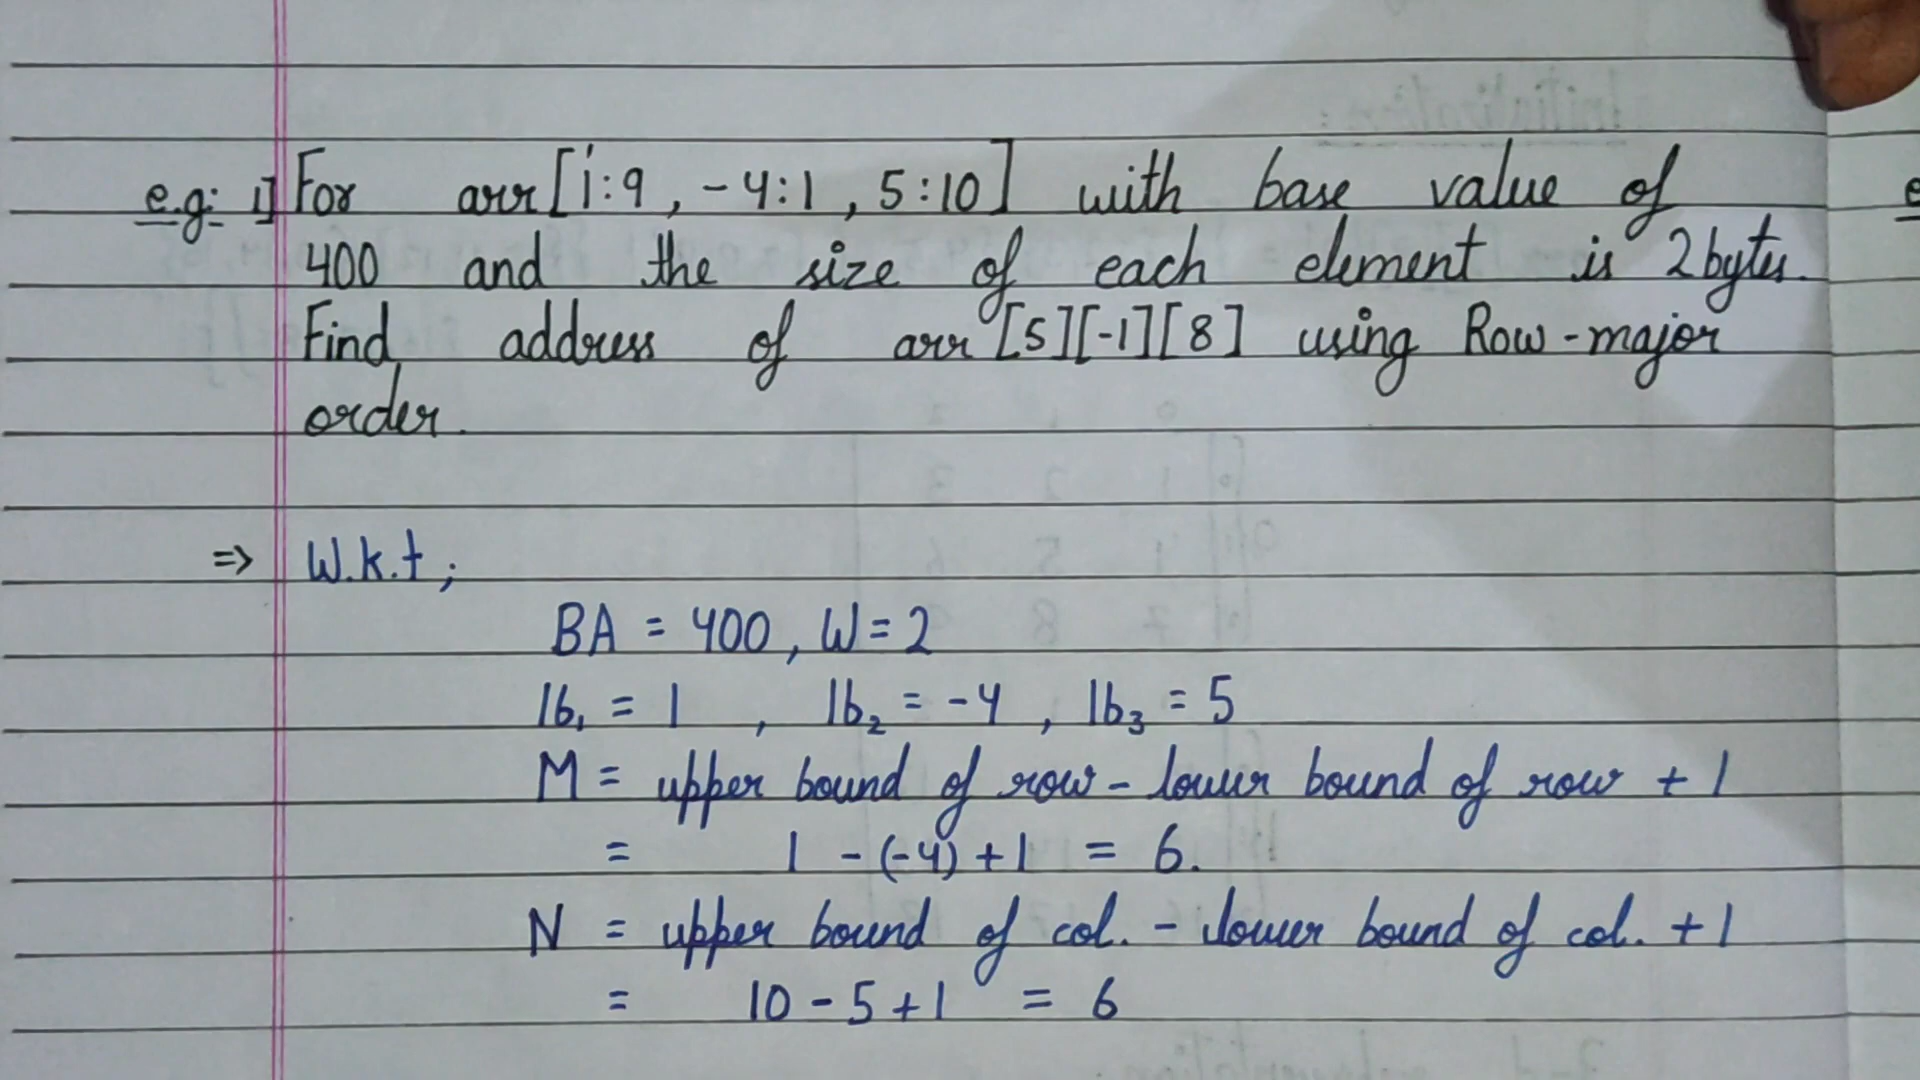 e.g: 1] For arr [1:9, -4:1, 5:10] with base value of
400 and the size of each element is 2bytes.
Find address of arr [5][-1][8] using Row-major
order.
=> W.k.t;
BA = 400, W = 2
lb₁ = 1 , lb₂ = -4 , lb₃ = 5
M = upper bound of row - lower bound of row + 1
= 1 - (-4) + 1 = 6.
N = upper bound of col. - lower bound of col. + 1
= 10 - 5 + 1 = 6